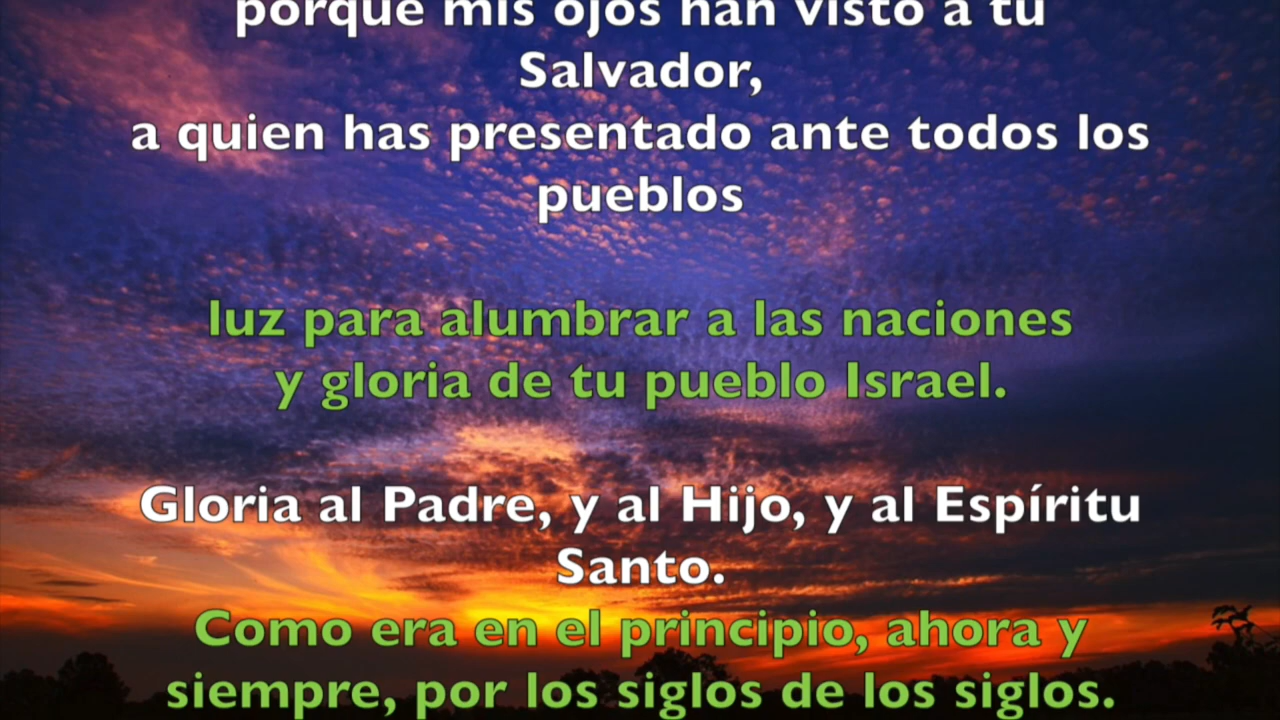 porque mis ojos han visto a tu
Salvador,
a quien has presentado ante todos los
pueblos
luz para alumbrar a las naciones
y gloria de tu pueblo Israel.
Gloria al Padre, y al Hijo, y al Espíritu
Santo.
Como era en el principio, ahora y
siempre, por los siglos de los siglos.